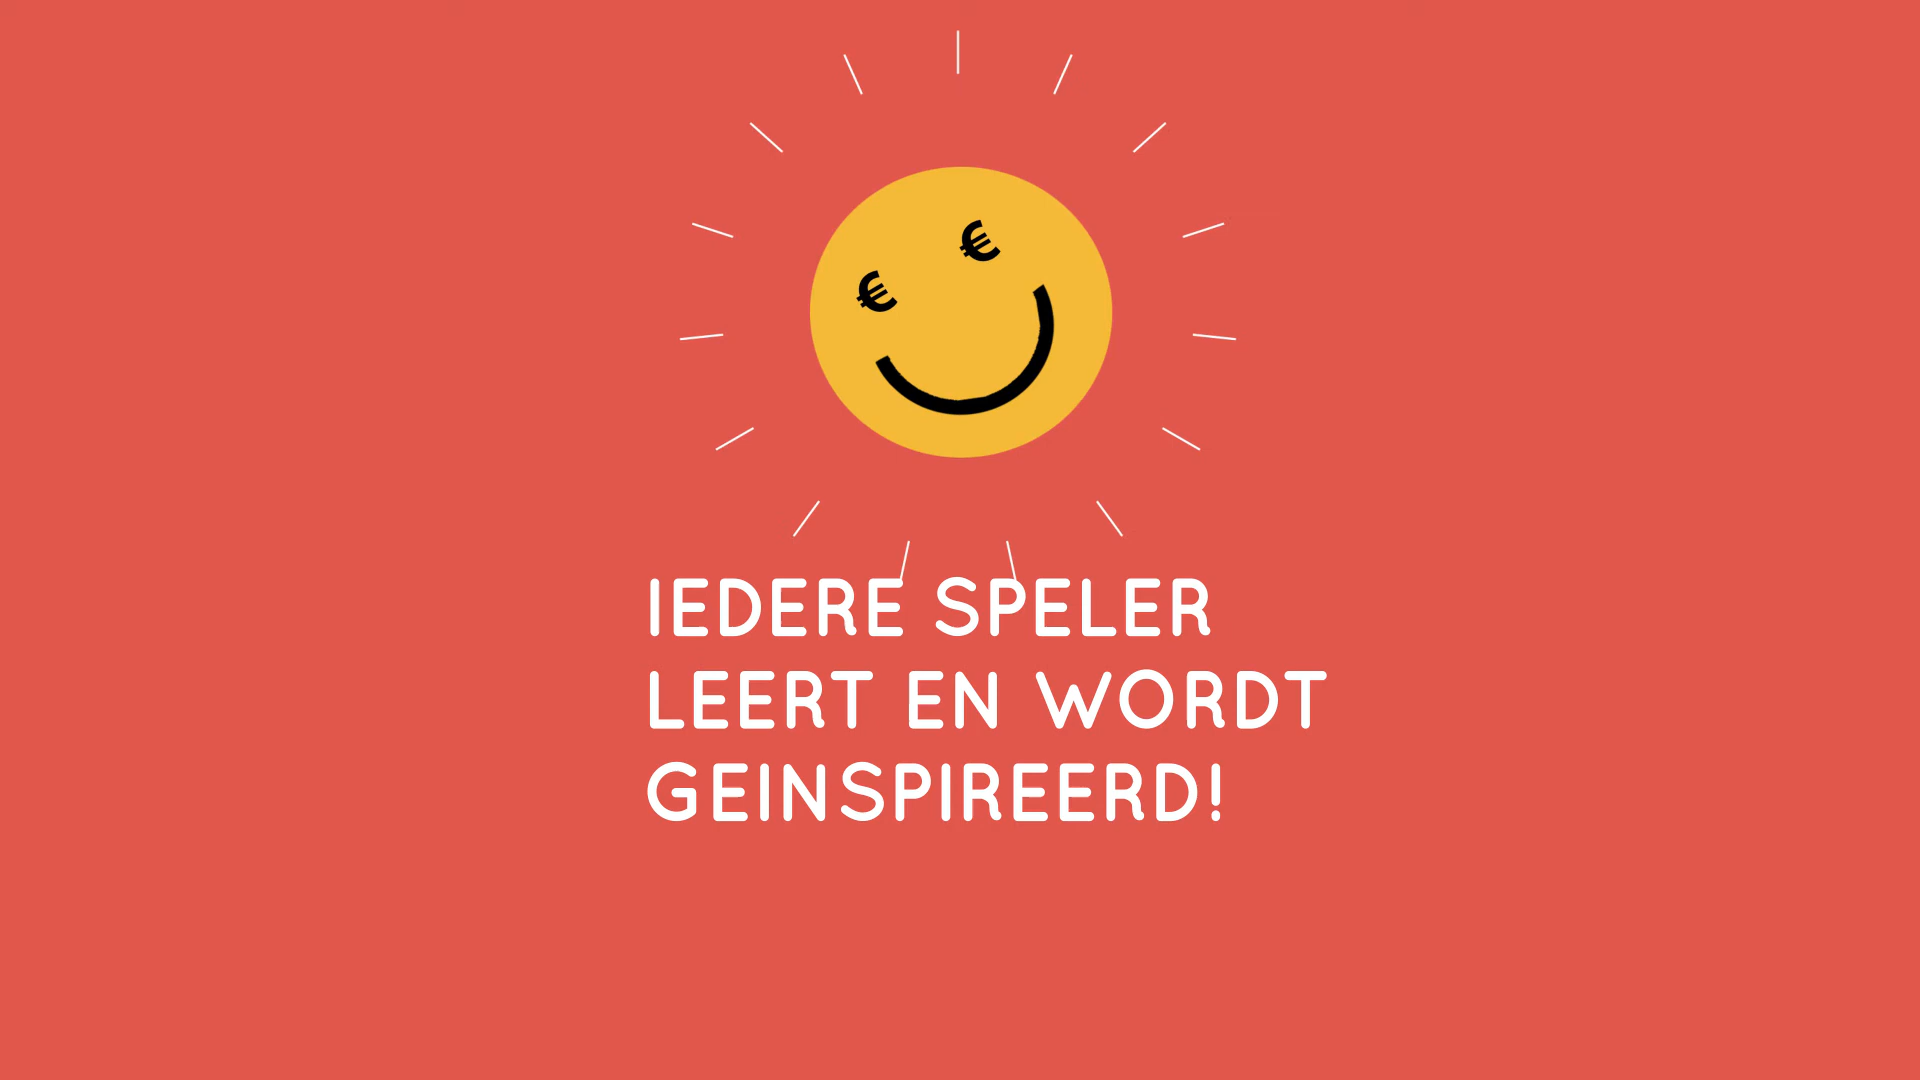 € €
IEDERE SPELER
LEERT EN WORDT
GEINSPIREERD!